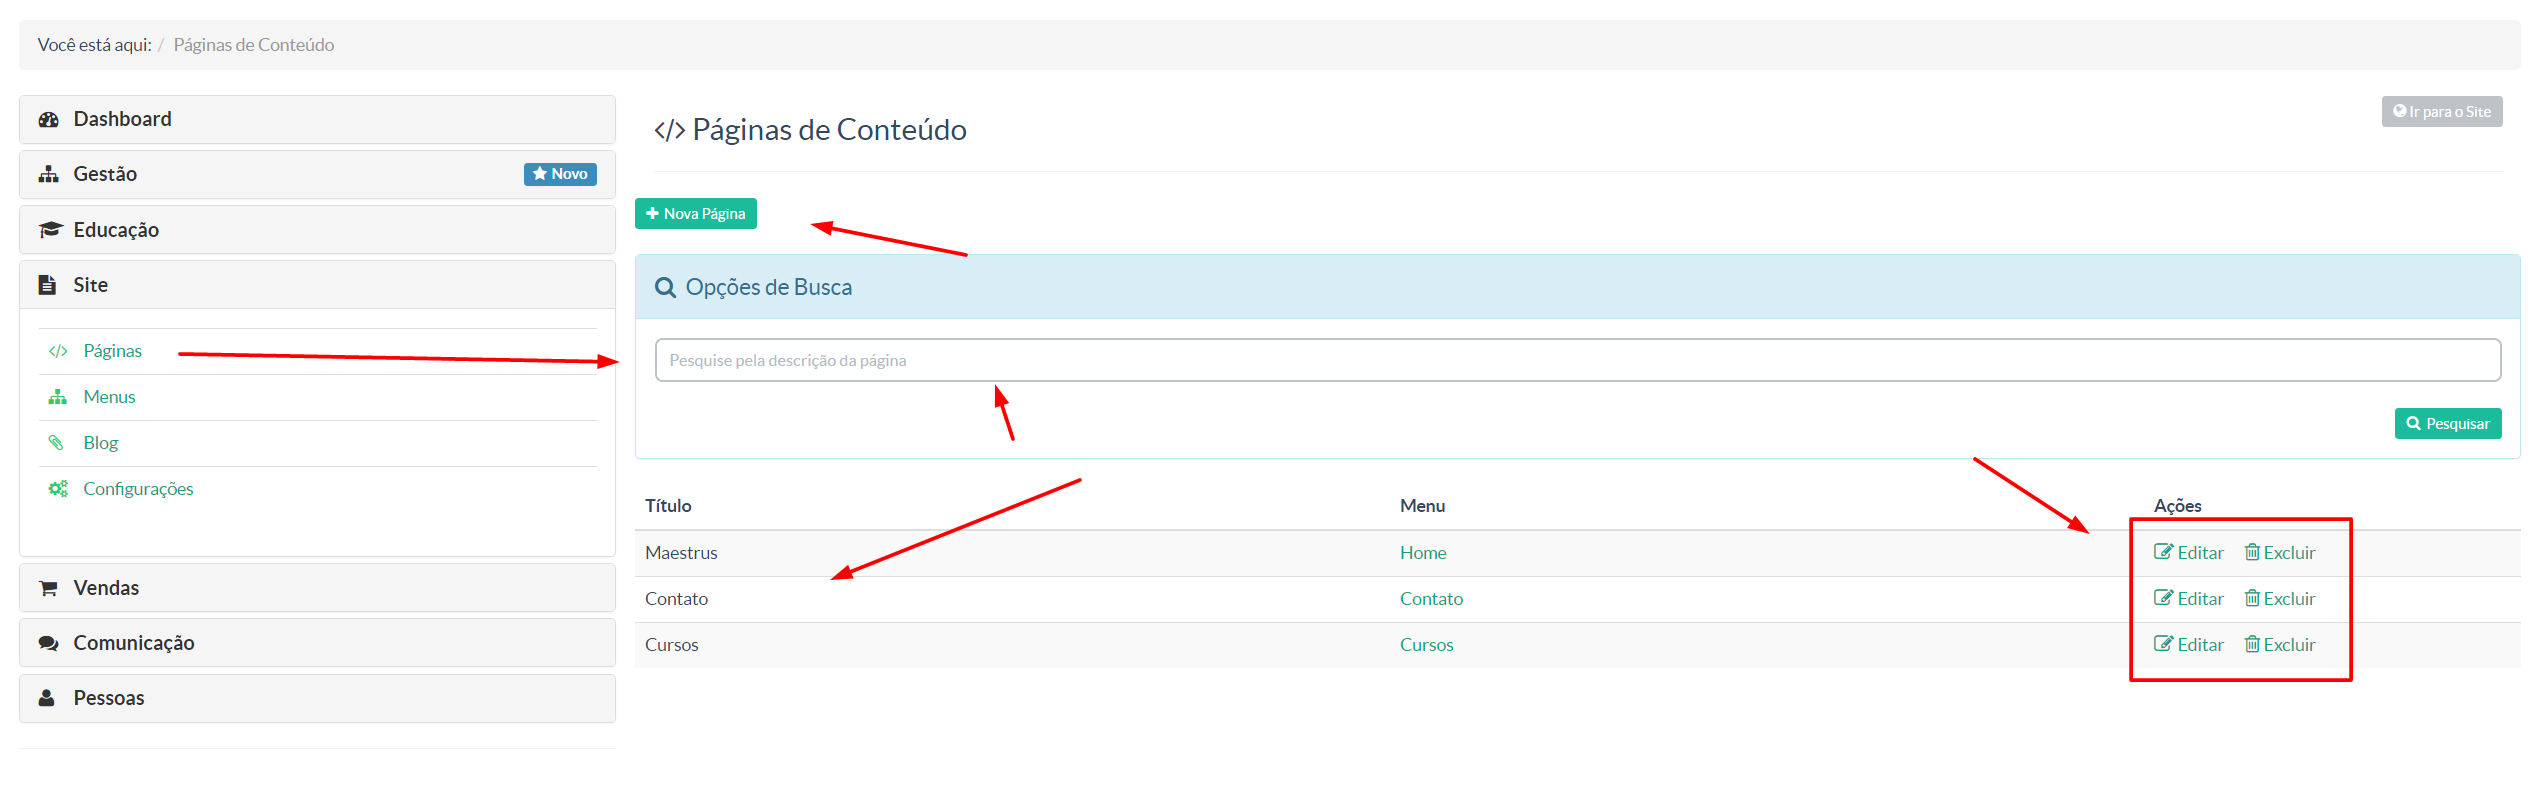 Você está aqui: / Páginas de Conteúdo
Dashboard
Gestão
Novo
Educação
Site
Páginas
Menus
Blog
Configurações
Vendas
Comunicação
Pessoas
</> Páginas de Conteúdo
Ir para o Site
Nova Página
Opções de Busca
Pesquise pela descrição da página
Pesquisar
Título Menu Ações
Maestrus Home Editar Excluir
Contato Contato Editar Excluir
Cursos Cursos Editar Excluir